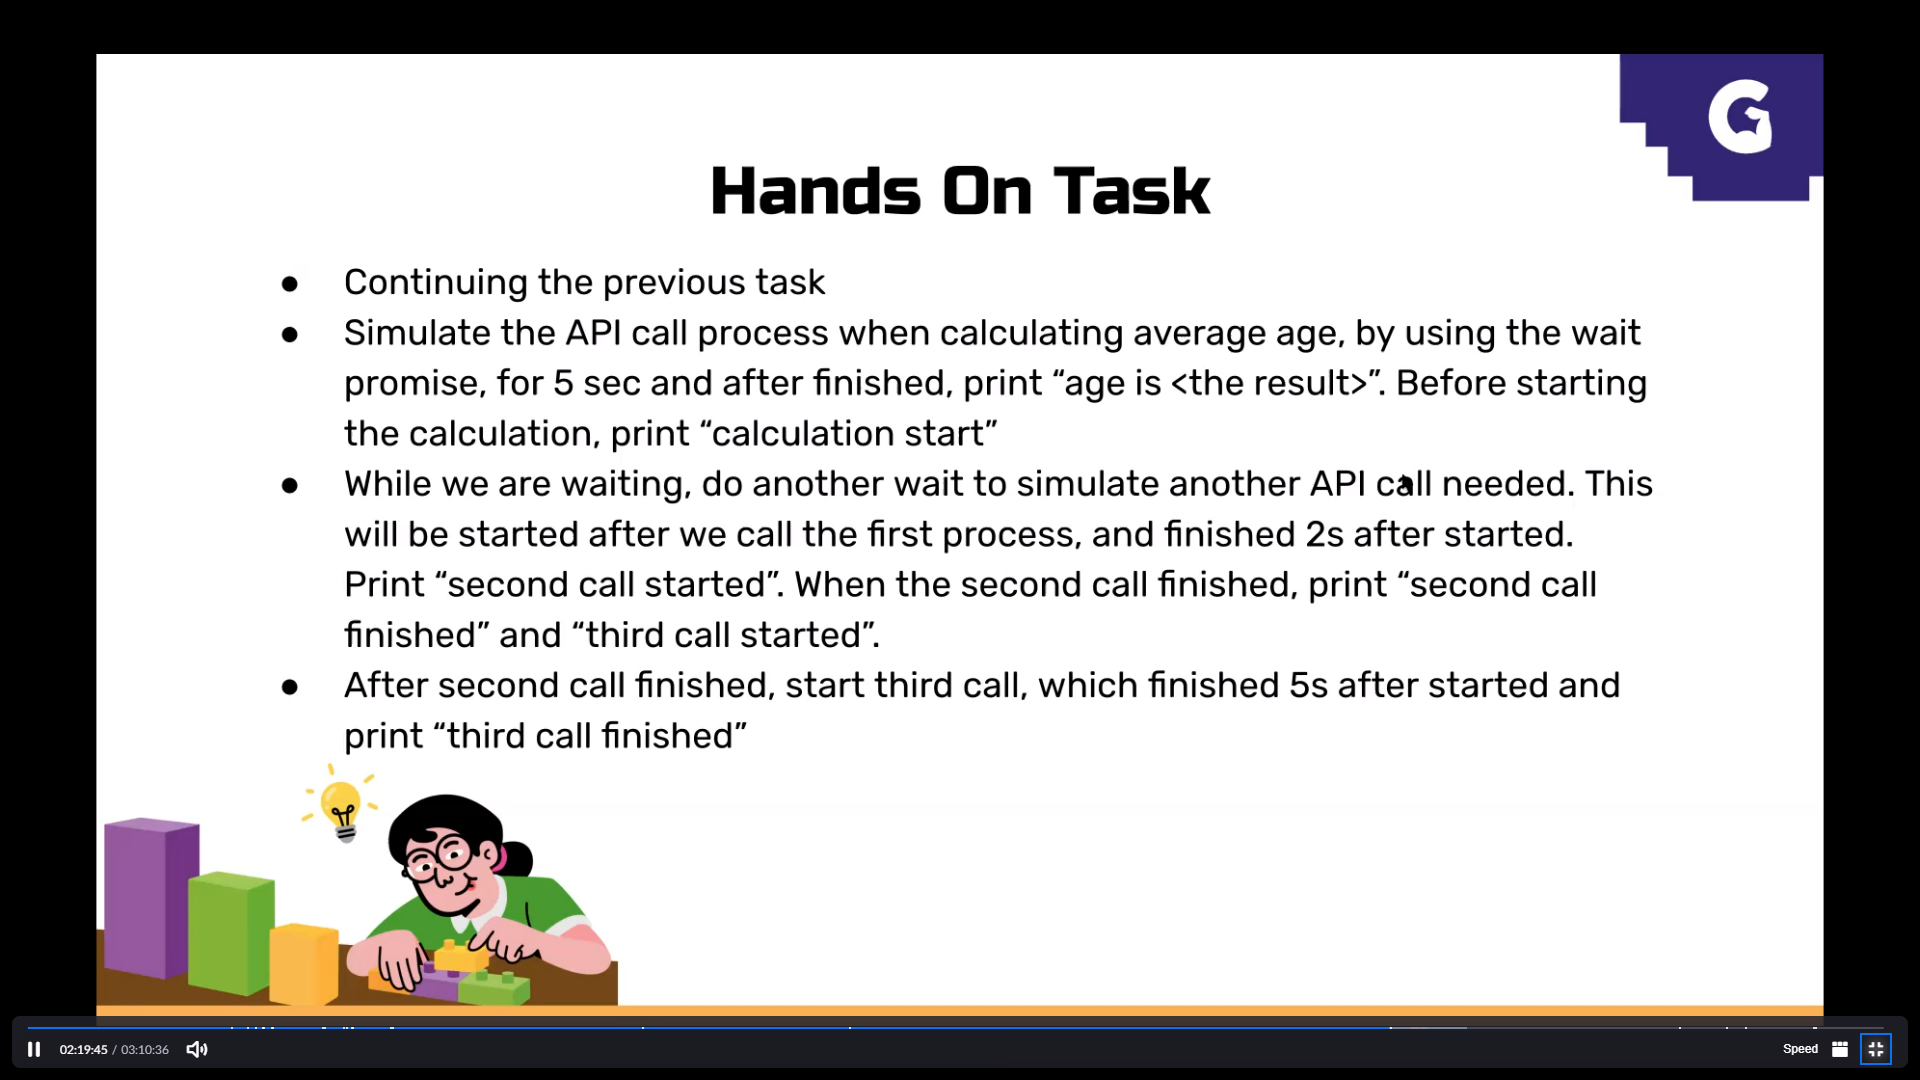 G
Hands On Task
● Continuing the previous task
● Simulate the API call process when calculating average age, by using the wait
promise, for 5 sec and after finished, print “age is <the result>”. Before starting
the calculation, print “calculation start”
● While we are waiting, do another wait to simulate another API call needed. This
will be started after we call the first process, and finished 2s after started.
Print “second call started”. When the second call finished, print “second call
finished” and “third call started”.
● After second call finished, start third call, which finished 5s after started and
print “third call finished”
02:19:45 / 03:10:36
Speed